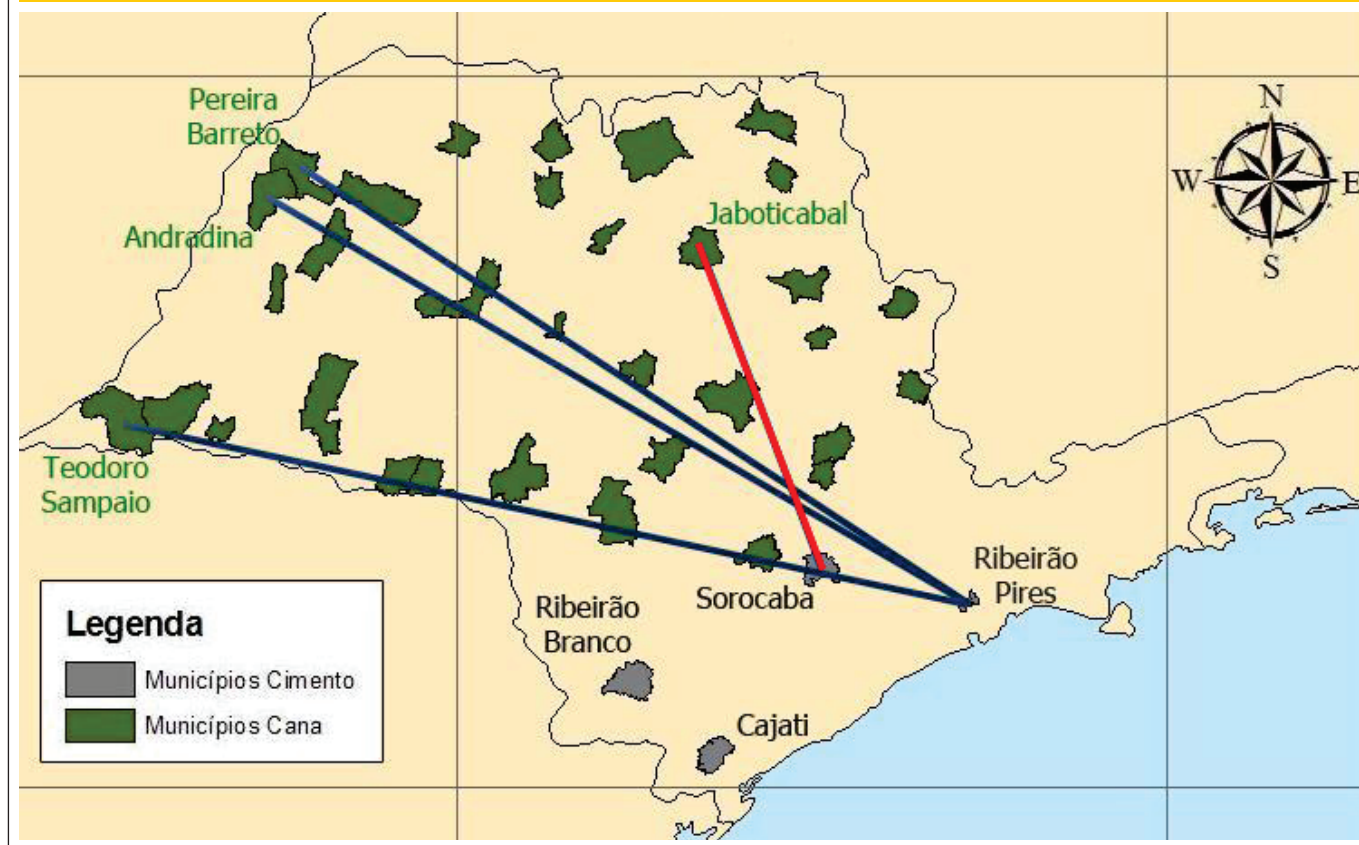 Pereira
Barreto
Andradina
Jaboticabal
N
W
E
S
Teodoro
Sampaio
Sorocaba
Ribeirão
Pires
Ribeirão
Branco
Cajati
Legenda
Municípios Cimento
Municípios Cana